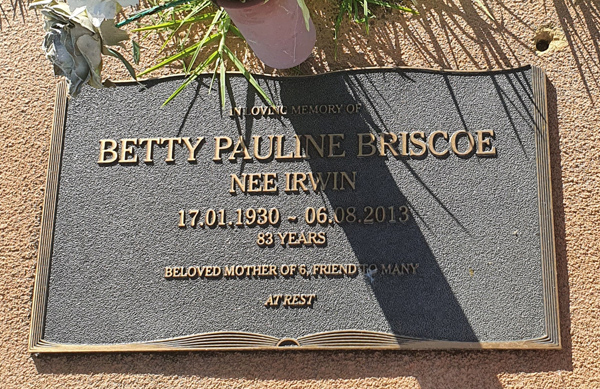 IN LOVING MEMORY OF
BETTY PAULINE BRISCOE
NEE IRWIN
17.01.1930 ~ 06.08.2013
83 YEARS
BELOVED MOTHER OF 6, FRIEND TO MANY
AT REST